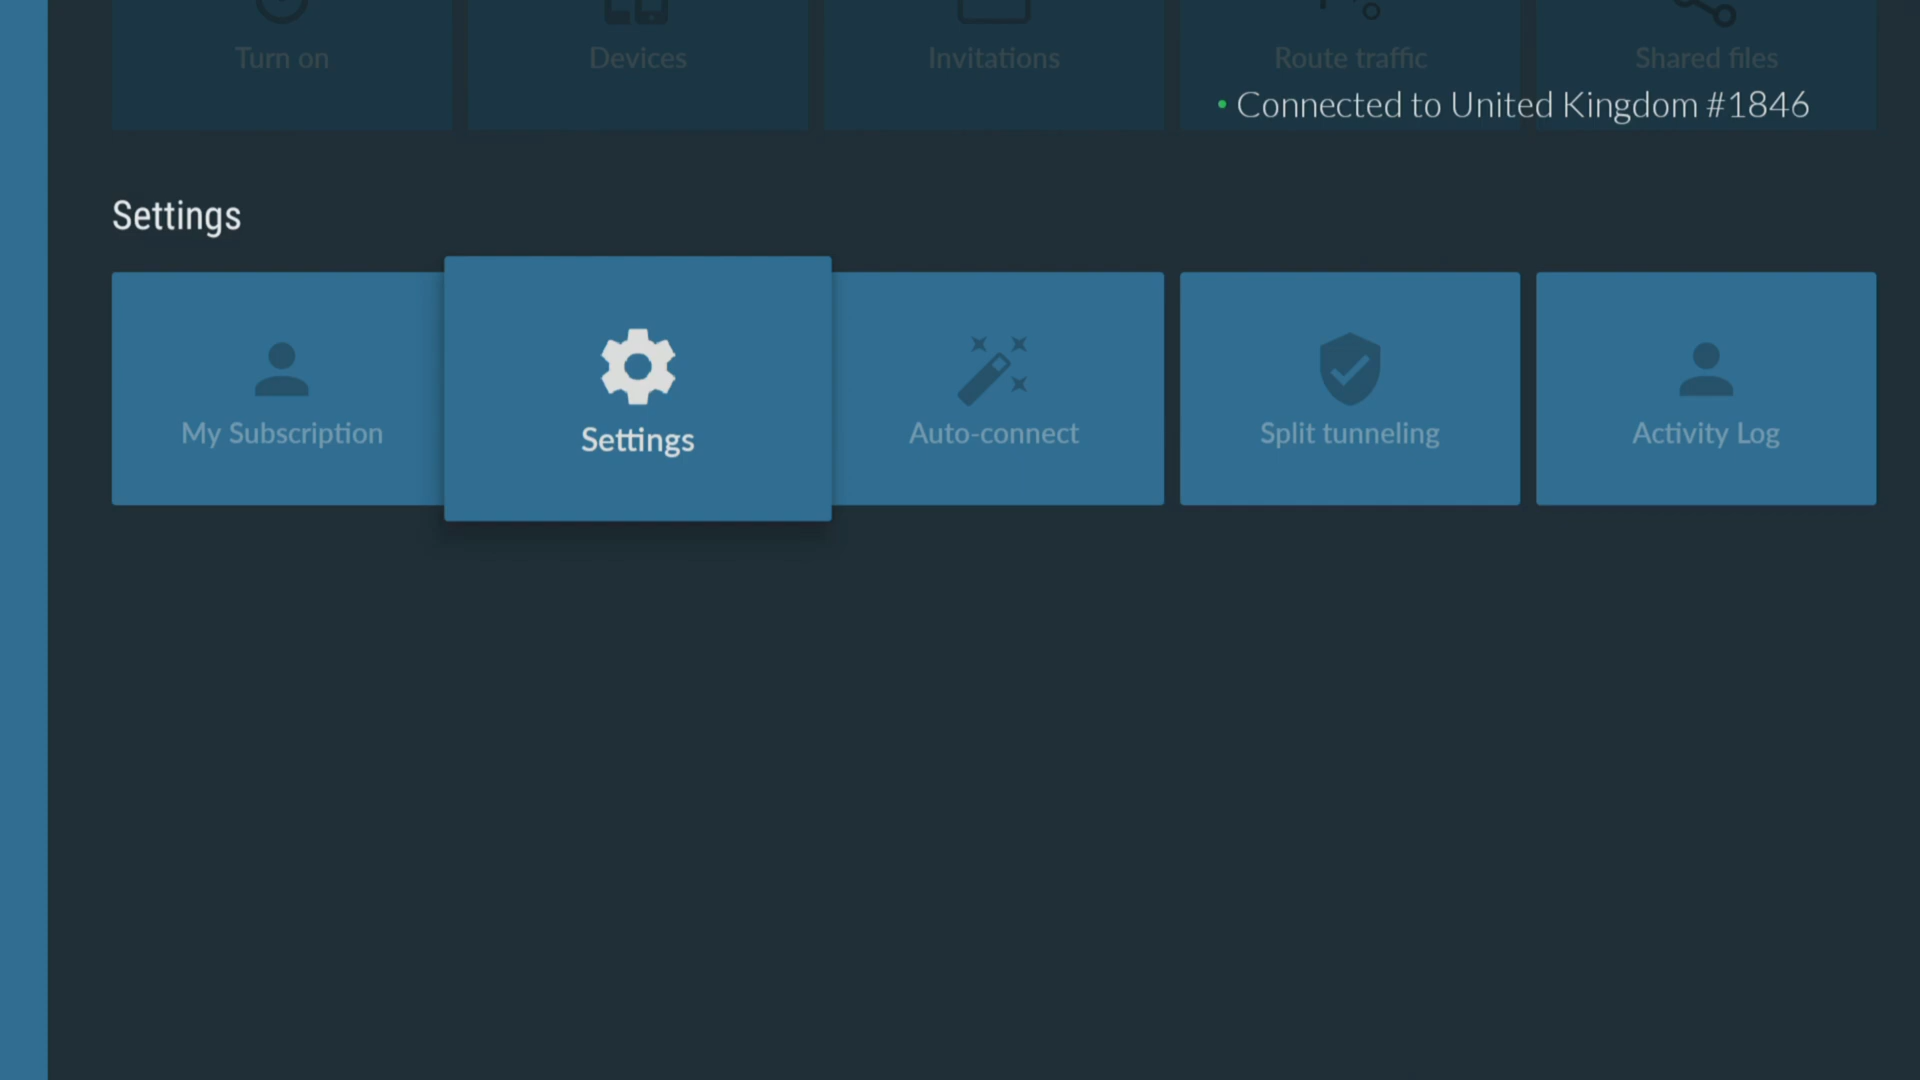 Turn on
Devices
Invitations
Route traffic
Shared files
• Connected to United Kingdom #1846
Settings
My Subscription
Settings
Auto-connect
Split tunneling
Activity Log